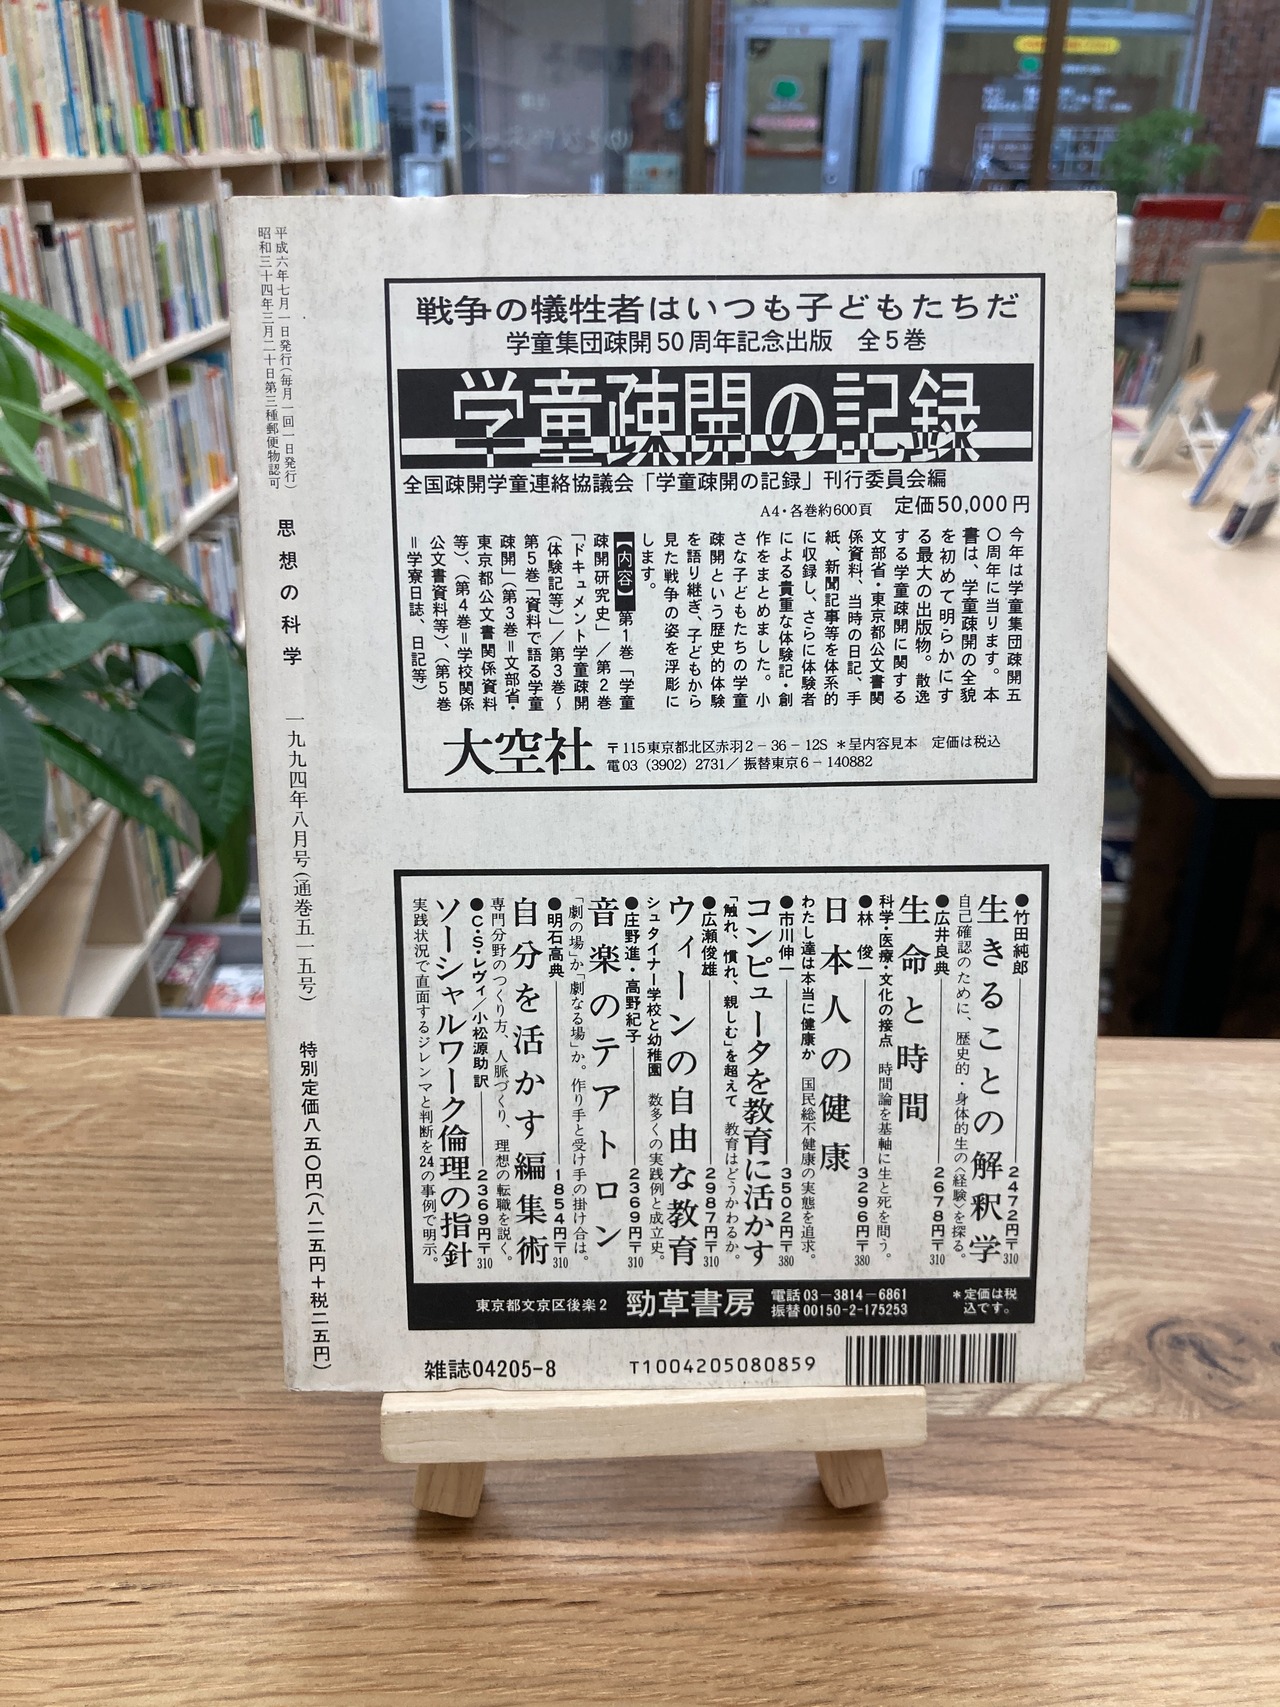 平成六年七月一日発行(毎月一回一日発行)
昭和三十四年三月二十日第三種郵便物認可
思想の科学
一九九四年八月号(通巻五一五号)
特別定価八五〇円(八二五円+税二五円)
戦争の犠牲者はいつも子どもたちだ
学童集団疎開50周年記念出版 全5巻
学童疎開の記録
全国疎開学童連絡協議会「学童疎開の記録」刊行委員会編
A4・各巻約600頁 定価50,000円
今年は学童集団疎開五
〇周年に当ります。本
書は、学童疎開の全貌
を初めて明らかにす
る最大の出版物。散逸
する学童疎開に関する
文部省・東京都公文書関
係資料、当時の日記、手
紙、新聞記事等を体系的
に収録し、さらに体験者
による貴重な体験記・創
作をまとめました。小
さな子どもたちの学童
疎開という歴史的体験
を語り継ぎ、子どもから
見た戦争の姿を浮彫に
します。
【内容】第1巻「学童
疎開研究史」/第2巻
「ドキュメント学童疎開
(体験記等)」/第3巻〜
第5巻「資料で語る学童
疎開」(第3巻=文部省・
東京都公文書関係資料
等)、(第4巻=学校関係
公文書資料等)、(第5巻
=学寮日誌、日記等)
大空社
〒115東京都北区赤羽2-36-12S *呈内容見本 定価は税込
電03(3902)2731/振替東京6-140882
●竹田純郎 2472円〒310
生きることの解釈学
自己確認のために、歴史的・身体的生の〈経験〉を探る。
●広井良典 2678円〒310
生命と時間
科学・医療・文化の接点 時間論を基軸に生と死を問う。
●林 俊一 3296円〒380
日本人の健康
わたし達は本当に健康か 国民総不健康の実態を追求。
●市川伸一 3502円〒380
コンピュータを教育に活かす
「触れ、慣れ、親しむ」を超えて 教育はどうかわるか。
●広瀬俊雄 2987円〒310
ウィーンの自由な教育
シュタイナー学校と幼稚園 数多くの実践例と成立史。
●庄野進・高野紀子 2369円〒310
音楽のテアトロン
「劇の場」か「劇なる場」か。作り手と受け手の掛け合は。
●明石高典 1854円〒310
自分を活かす編集術
専門分野のつくり方、人脈づくり、理想の転職を説く。
●C・S・レヴィ/小松源助訳 2369円〒310
ソーシャルワーク倫理の指針
実践状況で直面するジレンマと判断を24の事例で明示。
東京都文京区後楽2 勁草書房 電話03-3814-6861
振替00150-2-175253
*定価は税
込です。
雑誌04205-8
T1004205080859